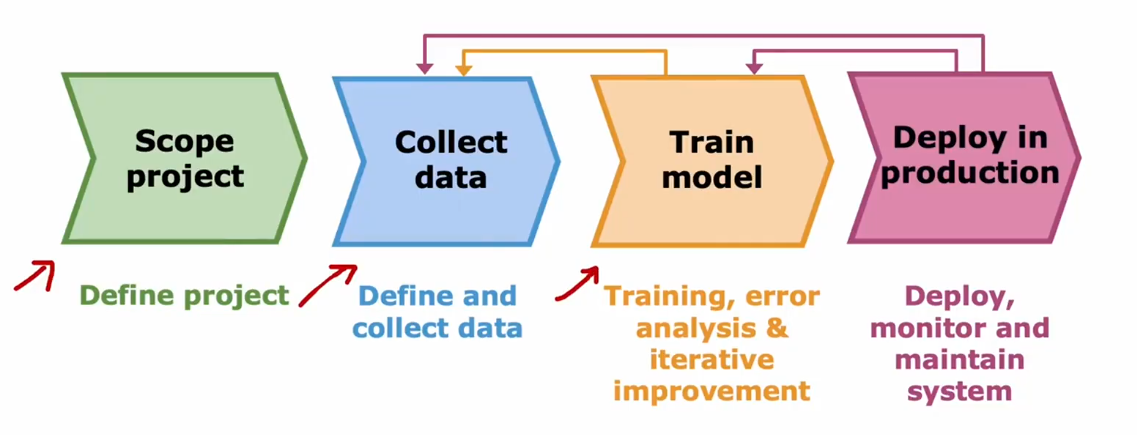 Scope
project
Collect
data
Train
model
Deploy in
production
Define project
Define and
collect data
Training, error
analysis &
iterative
improvement
Deploy,
monitor and
maintain
system